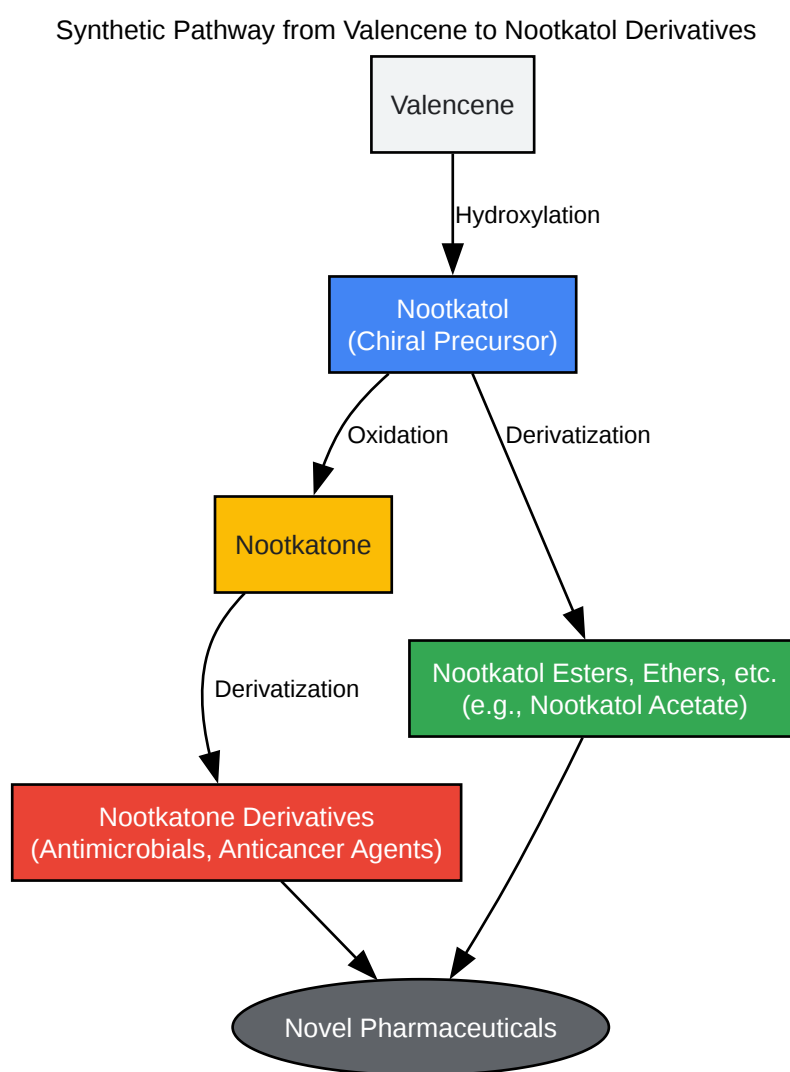 Synthetic Pathway from Valencene to Nootkatol Derivatives
Valencene
Hydroxylation
Nootkatol
(Chiral Precursor)
Oxidation
Derivatization
Nootkatone
Nootkatol Esters, Ethers, etc.
(e.g., Nootkatol Acetate)
Derivatization
Nootkatone Derivatives
(Antimicrobials, Anticancer Agents)
Novel Pharmaceuticals